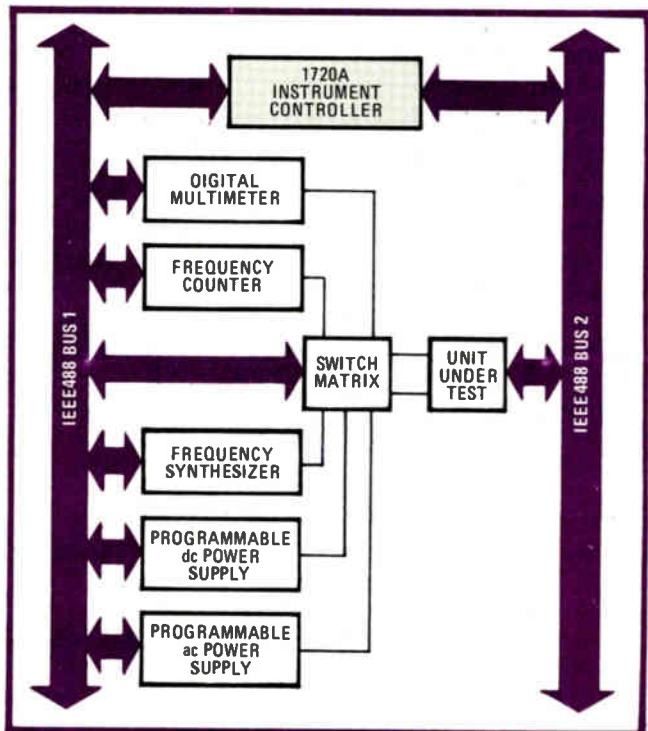 1720A
INSTRUMENT
CONTROLLER
DIGITAL
MULTIMETER
FREQUENCY
COUNTER
IEEE488 BUS 1
SWITCH
MATRIX
UNIT
UNDER
TEST
IEEE488 BUS 2
FREQUENCY
SYNTHESIZER
PROGRAMMABLE
dc POWER
SUPPLY
PROGRAMMABLE
ac POWER
SUPPLY